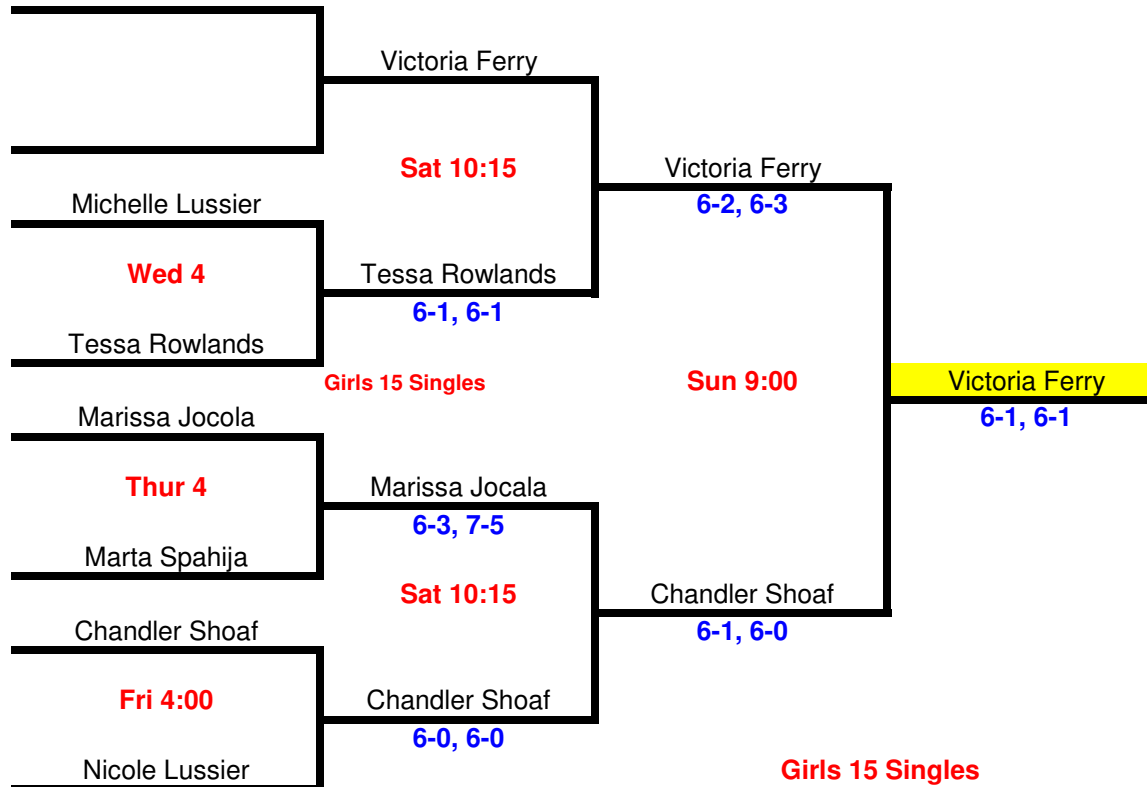 Victoria Ferry
Sat 10:15
Victoria Ferry
6-2, 6-3
Michelle Lussier
Wed 4
Tessa Rowlands
6-1, 6-1
Tessa Rowlands
Girls 15 Singles
Sun 9:00
Victoria Ferry
6-1, 6-1
Marissa Jocola
Thur 4
Marissa Jocala
6-3, 7-5
Marta Spahija
Sat 10:15
Chandler Shoaf
6-1, 6-0
Chandler Shoaf
Fri 4:00
Chandler Shoaf
6-0, 6-0
Nicole Lussier
Girls 15 Singles